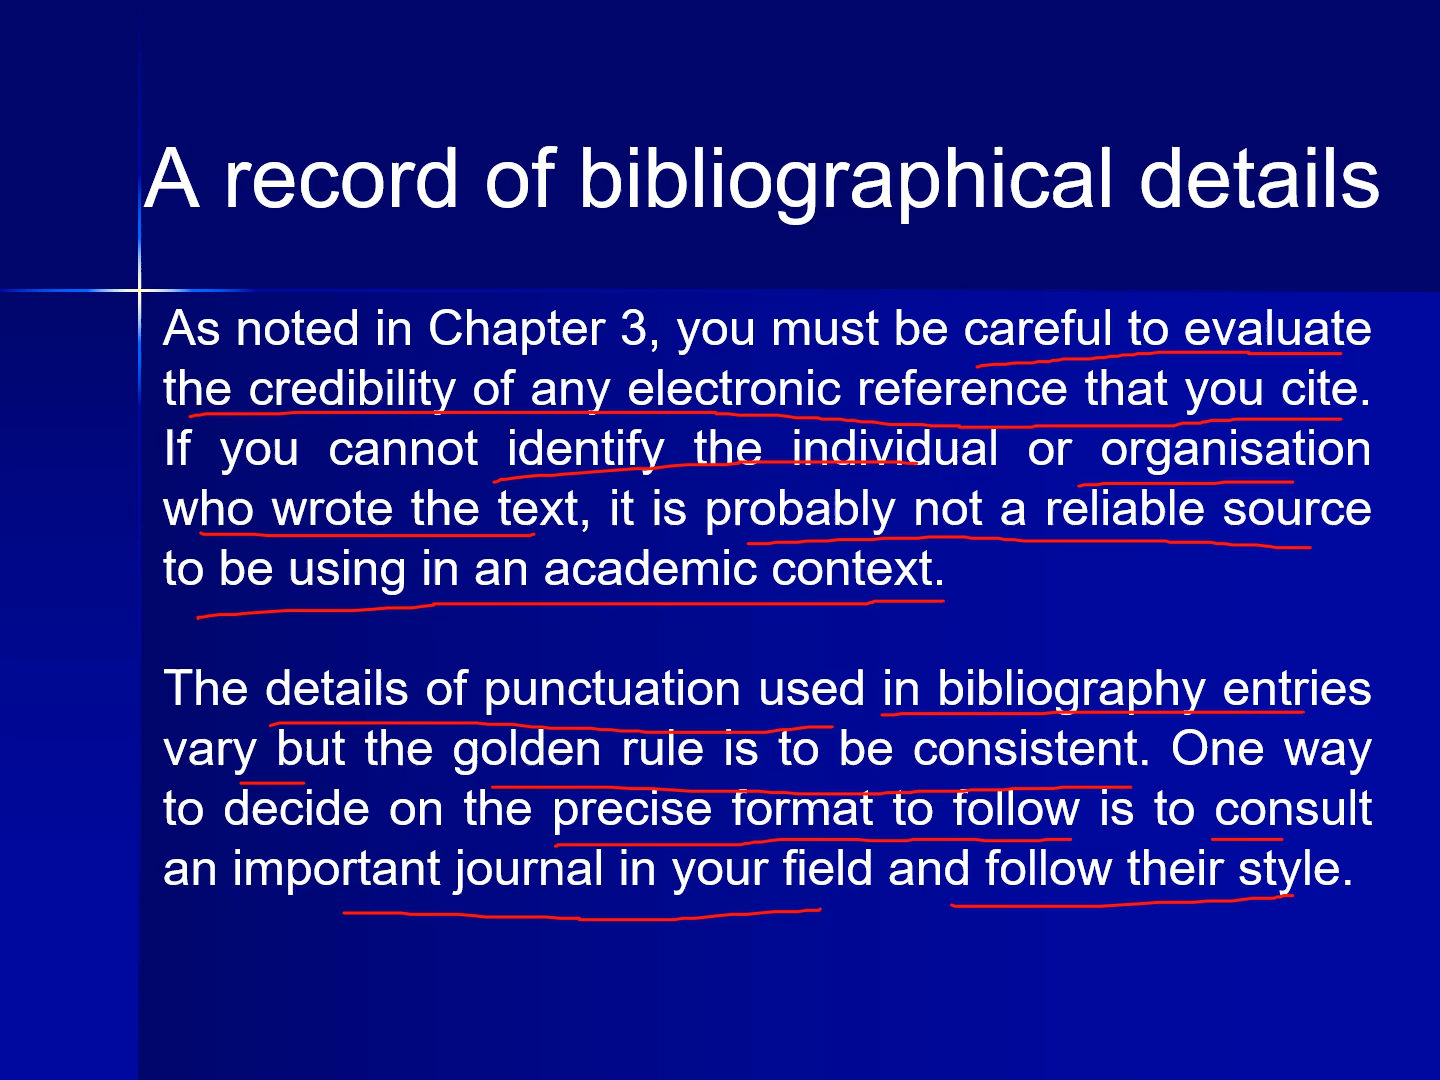 A record of bibliographical details
As noted in Chapter 3, you must be careful to evaluate
the credibility of any electronic reference that you cite.
If you cannot identify the individual or organisation
who wrote the text, it is probably not a reliable source
to be using in an academic context.
The details of punctuation used in bibliography entries
vary but the golden rule is to be consistent. One way
to decide on the precise format to follow is to consult
an important journal in your field and follow their style.